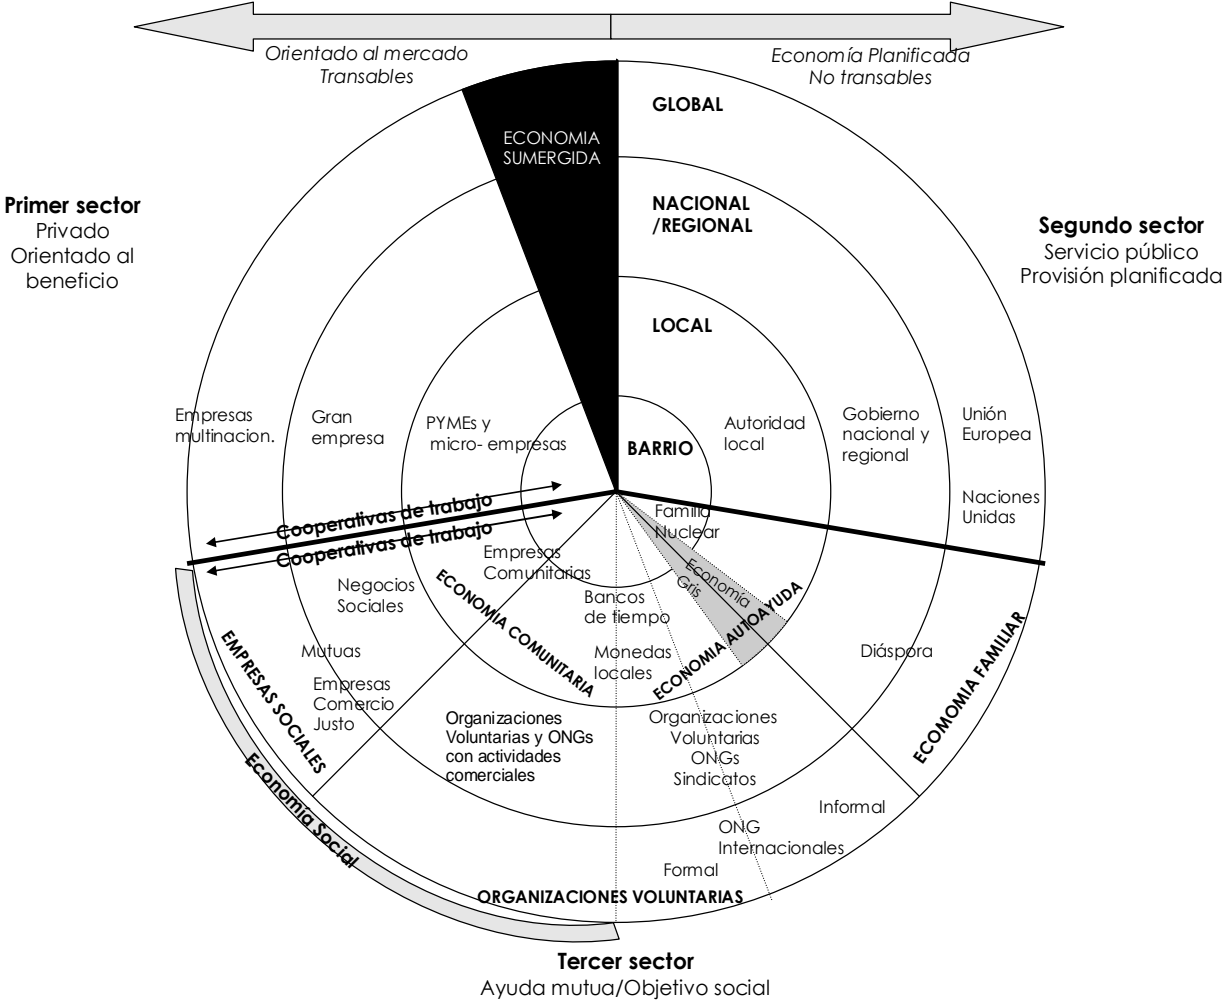 Orientado al mercado
Transables
Economía Planificada
No transables
GLOBAL
ECONOMIA
SUMERGIDA
NACIONAL
/REGIONAL
Primer sector
Privado
Orientado al
beneficio
Segundo sector
Servicio público
Provisión planificada
LOCAL
Empresas
multinacion.
Gran
empresa
PYMEs y
micro- empresas
BARRIO
Autoridad
local
Gobierno
nacional y
regional
Unión
Europea
Naciones
Unidas
Cooperativas de trabajo
Cooperativas de trabajo
Familia
Nuclear
Empresas
Comunitarias
Economía
Gris
Negocios
Sociales
Bancos
de tiempo
ECONOMIA COMUNITARIA
ECONOMIA AUTOAYUDA
Monedas
locales
Mutuas
Empresas
Comercio
Justo
EMPRESAS SOCIALES
Diáspora
ECOMOMIA FAMILIAR
Organizaciones
Voluntarias y ONGs
con actividades
comerciales
Organizaciones
Voluntarias
ONGs
Sindicatos
Economía Social
Informal
ONG
Internacionales
Formal
ORGANIZACIONES VOLUNTARIAS
Tercer sector
Ayuda mutua/Objetivo social